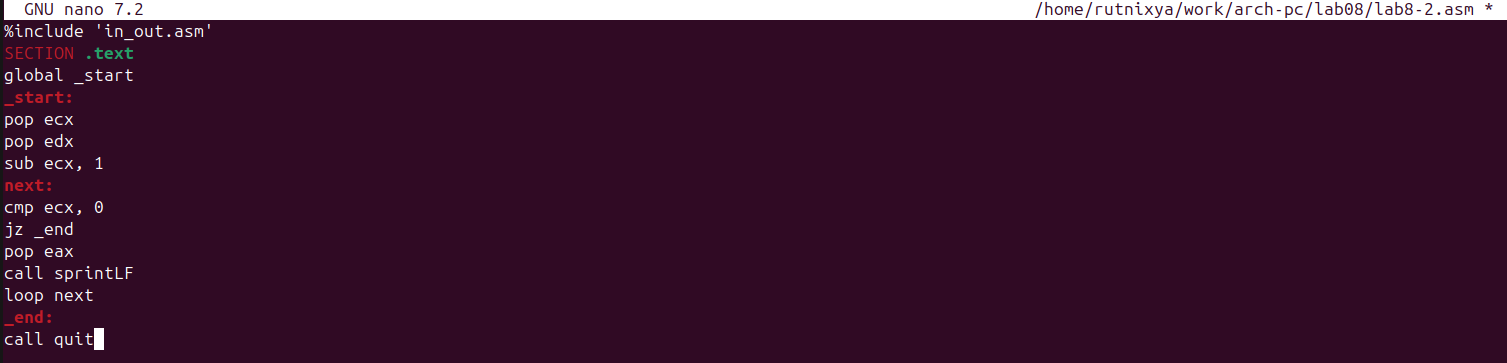 GNU nano 7.2 /home/rutnixya/work/arch-pc/lab08/lab8-2.asm *
%include 'in_out.asm'
SECTION .text
global _start
_start:
pop ecx
pop edx
sub ecx, 1
next:
cmp ecx, 0
jz _end
pop eax
call sprintLF
loop next
_end:
call quit